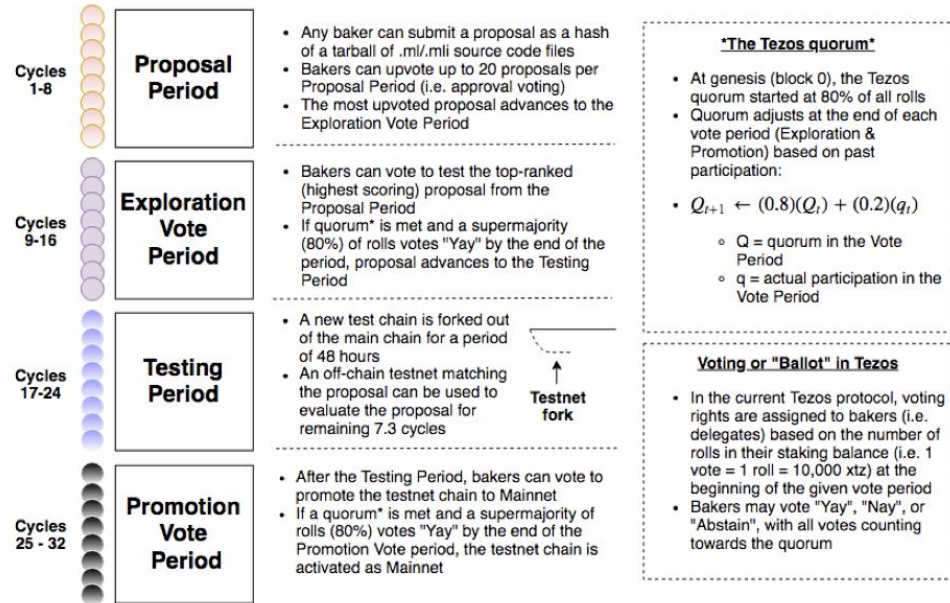 Cycles
1-8
Proposal
Period
• Any baker can submit a proposal as a hash
of a tarball of .ml/.mli source code files
• Bakers can upvote up to 20 proposals per
Proposal Period (i.e. approval voting)
• The most upvoted proposal advances to the
Exploration Vote Period
Cycles
9-16
Exploration
Vote
Period
• Bakers can vote to test the top-ranked
(highest scoring) proposal from the
Proposal Period
• If quorum* is met and a supermajority
(80%) of rolls votes "Yay" by the end of the
period, proposal advances to the Testing
Period
Cycles
17-24
Testing
Period
• A new test chain is forked out
of the main chain for a period
of 48 hours
• An off-chain testnet matching
the proposal can be used to
evaluate the proposal for
remaining 7.3 cycles
Testnet
fork
Cycles
25 - 32
Promotion
Vote
Period
• After the Testing Period, bakers can vote to
promote the testnet chain to Mainnet
• If a quorum* is met and a supermajority of
rolls (80%) votes "Yay" by the end of the
Promotion Vote period, the testnet chain is
activated as Mainnet
*The Tezos quorum*
• At genesis (block 0), the Tezos
quorum started at 80% of all rolls
• Quorum adjusts at the end of each
vote period (Exploration &
Promotion) based on past
participation:
• Qₜ₊₁ ← (0.8)(Qₜ) + (0.2)(qₜ)
◦ Q = quorum in the Vote
Period
◦ q = actual participation in the
Vote Period
Voting or "Ballot" in Tezos
• In the current Tezos protocol, voting
rights are assigned to bakers (i.e.
delegates) based on the number of
rolls in their staking balance (i.e. 1
vote = 1 roll = 10,000 xtz) at the
beginning of the given vote period
• Bakers may vote "Yay", "Nay", or
"Abstain", with all votes counting
towards the quorum